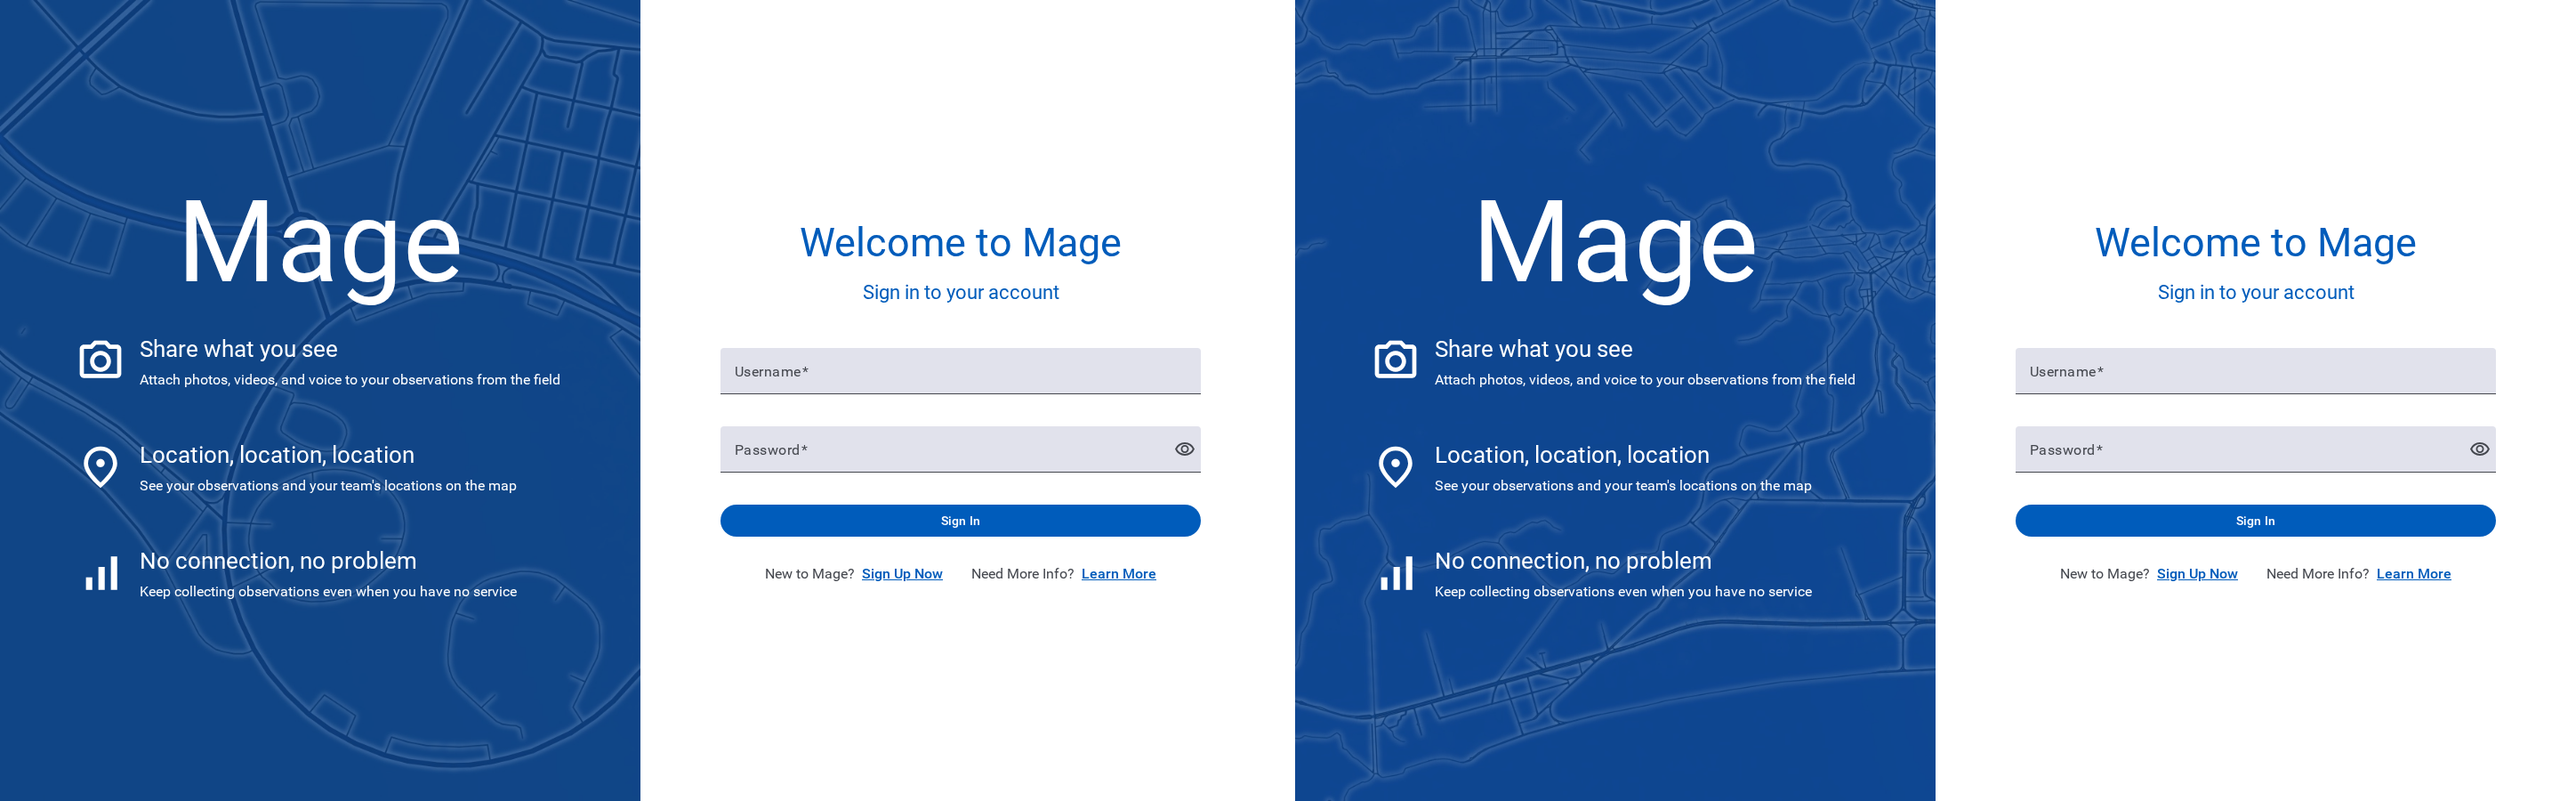 Mage
Share what you see
Attach photos, videos, and voice to your observations from the field
Location, location, location
See your observations and your team's locations on the map
No connection, no problem
Keep collecting observations even when you have no service
Welcome to Mage
Sign in to your account
Username*
Password*
Sign In
New to Mage? Sign Up Now Need More Info? Learn More
Mage
Share what you see
Attach photos, videos, and voice to your observations from the field
Location, location, location
See your observations and your team's locations on the map
No connection, no problem
Keep collecting observations even when you have no service
Welcome to Mage
Sign in to your account
Username*
Password*
Sign In
New to Mage? Sign Up Now Need More Info? Learn More